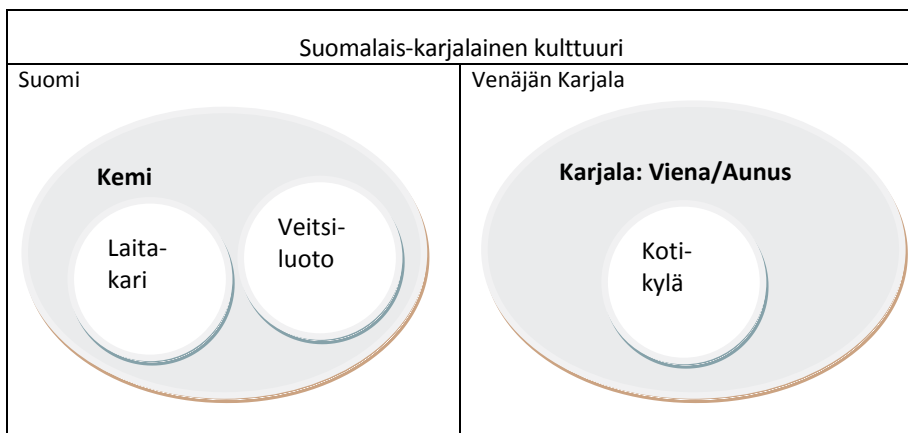 Suomalais-karjalainen kulttuuri
Suomi
Venäjän Karjala
Kemi
Laita-
kari
Veitsi-
luoto
Karjala: Viena/Aunus
Koti-
kylä